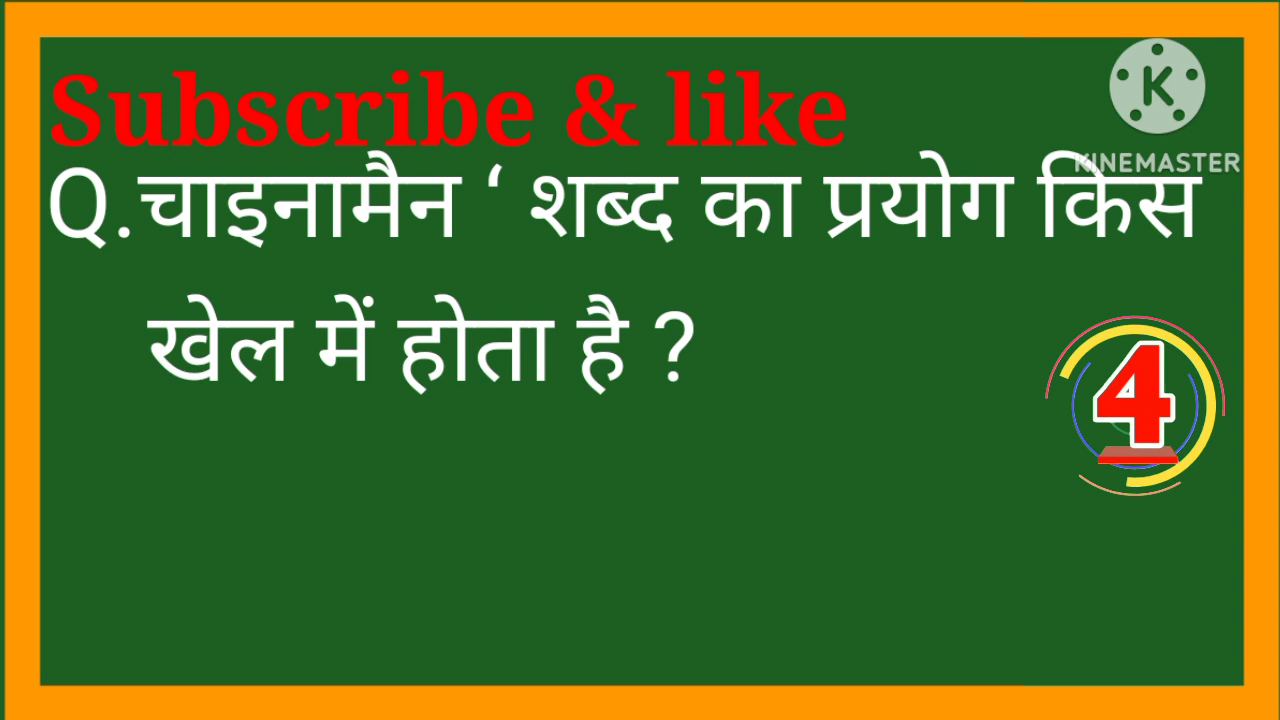 Subscribe & like
K
KINEMASTER
Q.चाइनामैन ‘ शब्द का प्रयोग किस
खेल में होता है ?
4